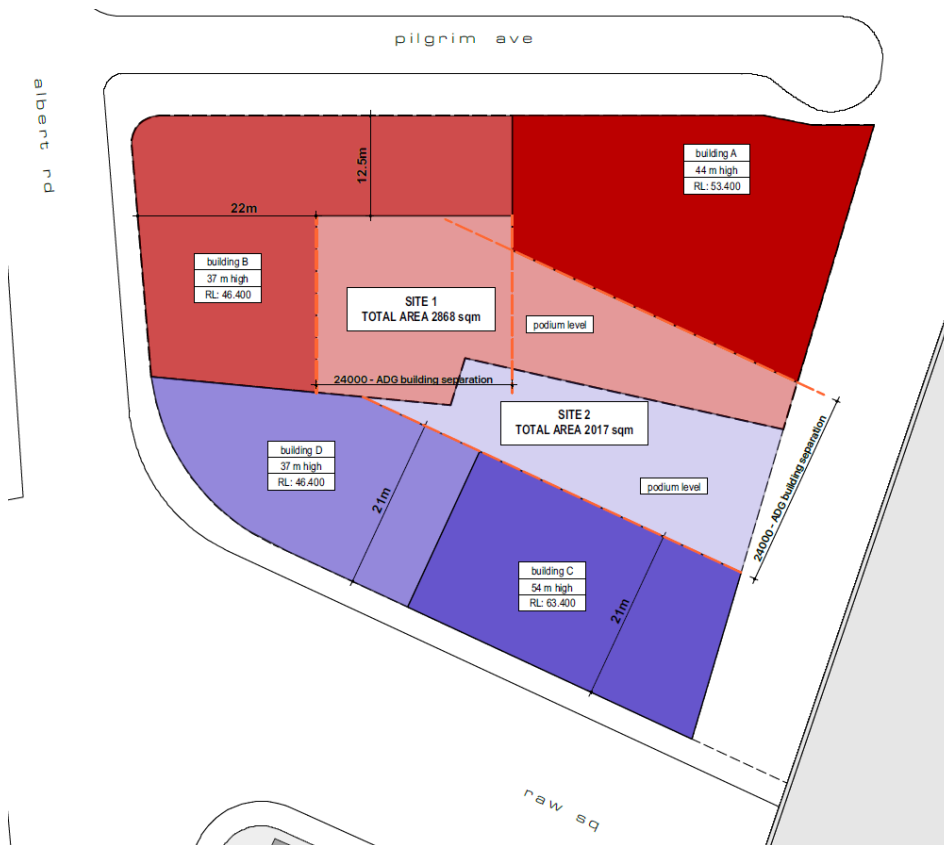 pilgrim ave
albert rd
12.5m
building A
44 m high
RL: 53.400
22m
building B
37 m high
RL: 46.400
SITE 1
TOTAL AREA 2868 sqm
podium level
24000 - ADG building separation
SITE 2
TOTAL AREA 2017 sqm
building D
37 m high
RL: 46.400
21m
podium level
24000 - ADG building separation
building C
54 m high
RL: 63.400
21m
raw sq